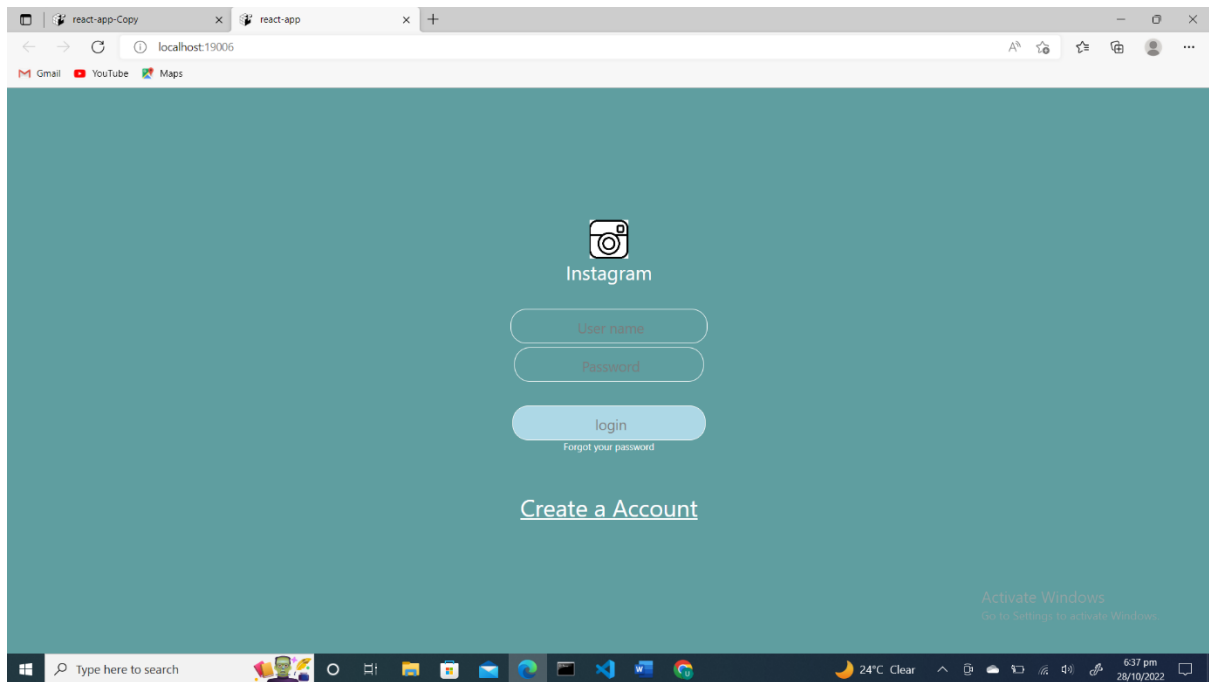 react-app-Copy
react-app
localhost:19006
Gmail YouTube Maps
Instagram
User name
Password
login
Forgot your password
Create a Account
Activate Windows
Go to Settings to activate Windows.
Type here to search
24°C Clear
6:37 pm
28/10/2022